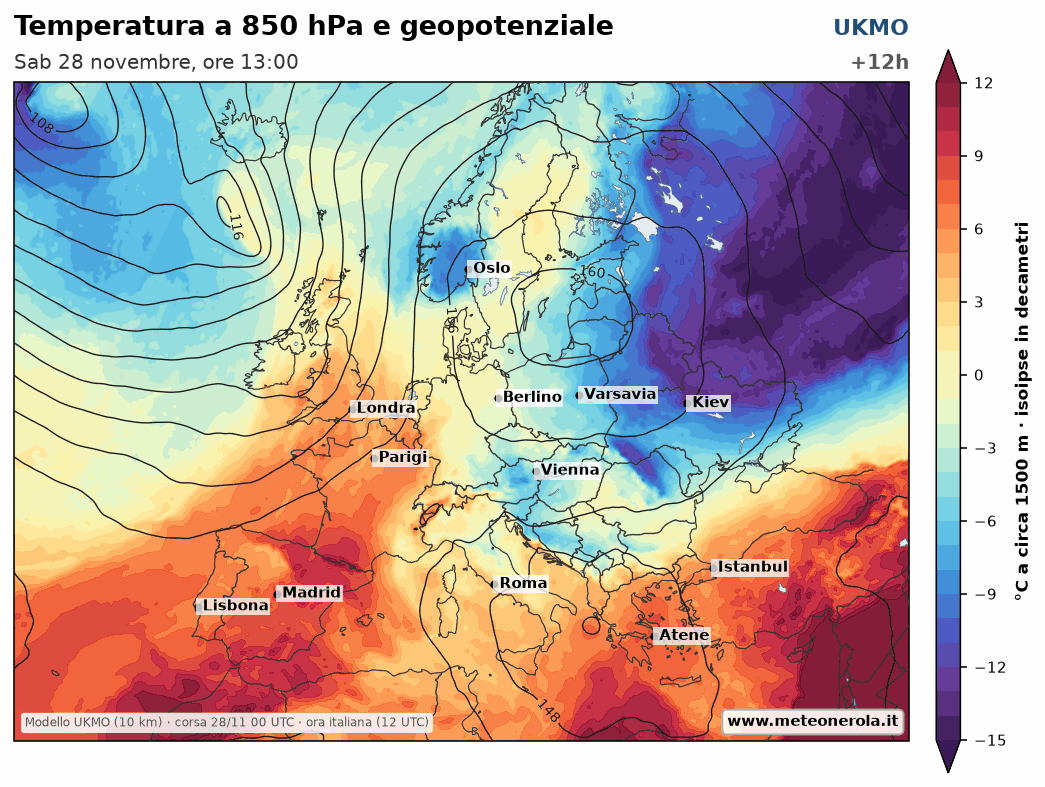 Temperatura a 850 hPa e geopotenziale
UKMO
Sab 28 novembre, ore 13:00
+12h
108
116
160
156
148
Oslo
Berlino
Varsavia
Kiev
Londra
Parigi
Vienna
Roma
Istanbul
Madrid
Lisbona
Atene
Modello UKMO (10 km) · corsa 28/11 00 UTC · ora italiana (12 UTC)
www.meteonerola.it
12
9
6
3
0
−3
−6
−9
−12
−15
°C a circa 1500 m · isoipse in decametri